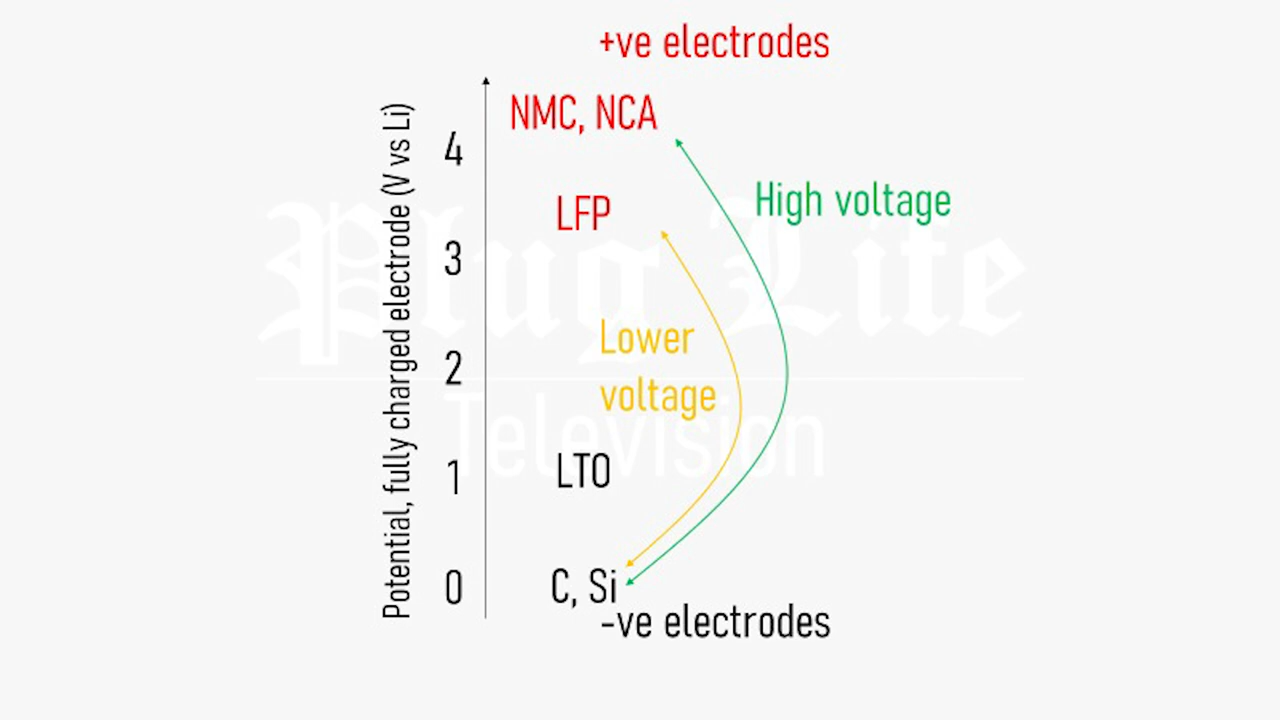 +ve electrodes
NMC, NCA
4
High voltage
LFP
3
Potential, fully charged electrode (V vs Li)
Plug Life
Television
Lower
voltage
2
LTO
1
C, Si
0
-ve electrodes